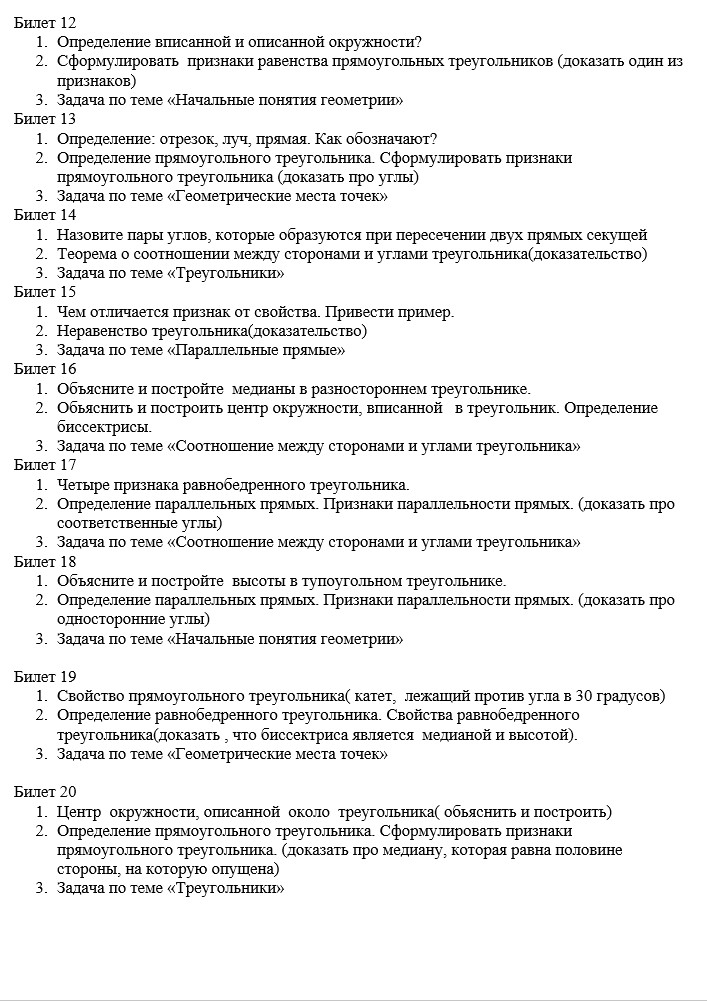 Билет 12
1. Определение вписанной и описанной окружности?
2. Сформулировать признаки равенства прямоугольных треугольников (доказать один из
признаков)
3. Задача по теме «Начальные понятия геометрии»
Билет 13
1. Определение: отрезок, луч, прямая. Как обозначают?
2. Определение прямоугольного треугольника. Сформулировать признаки
прямоугольного треугольника (доказать про углы)
3. Задача по теме «Геометрические места точек»
Билет 14
1. Назовите пары углов, которые образуются при пересечении двух прямых секущей
2. Теорема о соотношении между сторонами и углами треугольника(доказательство)
3. Задача по теме «Треугольники»
Билет 15
1. Чем отличается признак от свойства. Привести пример.
2. Неравенство треугольника(доказательство)
3. Задача по теме «Параллельные прямые»
Билет 16
1. Объясните и постройте медианы в разностороннем треугольнике.
2. Обьяснить и построить центр окружности, вписанной в треугольник. Определение
биссектрисы.
3. Задача по теме «Соотношение между сторонами и углами треугольника»
Билет 17
1. Четыре признака равнобедренного треугольника.
2. Определение параллельных прямых. Признаки параллельности прямых. (доказать про
соответственные углы)
3. Задача по теме «Соотношение между сторонами и углами треугольника»
Билет 18
1. Объясните и постройте высоты в тупоугольном треугольнике.
2. Определение параллельных прямых. Признаки параллельности прямых. (доказать про
односторонние углы)
3. Задача по теме «Начальные понятия геометрии»
Билет 19
1. Свойство прямоугольного треугольника( катет, лежащий против угла в 30 градусов)
2. Определение равнобедренного треугольника. Свойства равнобедренного
треугольника(доказать , что биссектриса является медианой и высотой).
3. Задача по теме «Геометрические места точек»
Билет 20
1. Центр окружности, описанной около треугольника( обьяснить и построить)
2. Определение прямоугольного треугольника. Сформулировать признаки
прямоугольного треугольника. (доказать про медиану, которая равна половине
стороны, на которую опущена)
3. Задача по теме «Треугольники»